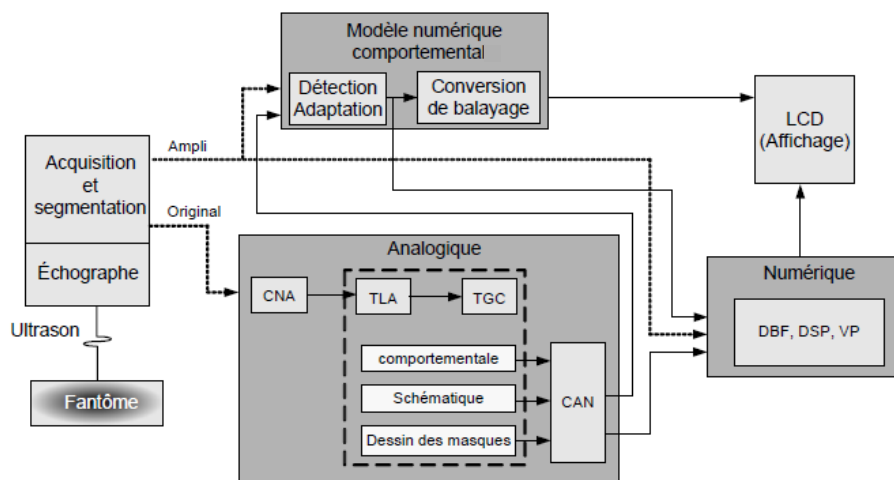 Modèle numérique
comportemental
Détection
Adaptation
Conversion
de balayage
LCD
(Affichage)
Ampli
Acquisition
et
segmentation
Original
Échographe
Ultrason
Fantôme
Analogique
CNA
TLA
TGC
comportementale
Schématique
Dessin des masques
CAN
Numérique
DBF, DSP, VP